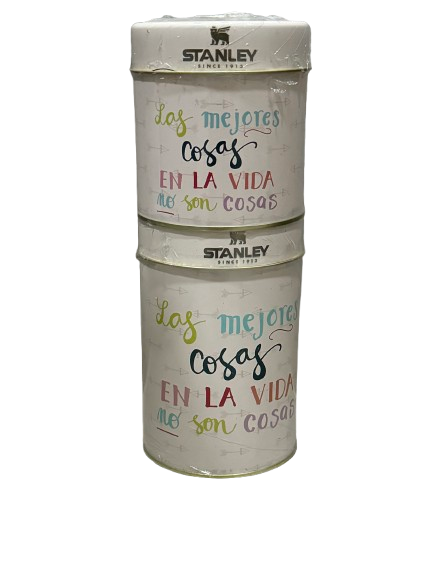 STANLEY
SINCE 1913
Las mejores
cosas
EN LA VIDA
no son cosas
STANLEY
SINCE 1913
Las mejores
cosas
EN LA VIDA
no son cosas